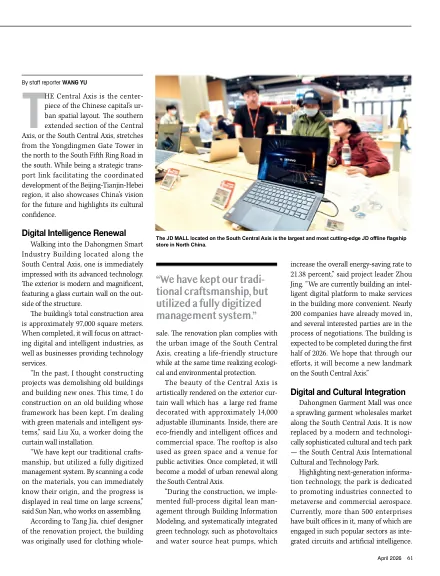 By staff reporter WANG YU
THE Central Axis is the center-
piece of the Chinese capital's ur-
ban spatial layout. The southern
extended section of the Central
Axis, or the South Central Axis, stretches
from the Yongdingmen Gate Tower in
the north to the South Fifth Ring Road in
the south. While being a strategic trans-
port link facilitating the coordinated
development of the Beijing-Tianjin-Hebei
region, it also showcases China's vision
for the future and highlights its cultural
confidence.
Digital Intelligence Renewal
Walking into the Dahongmen Smart
Industry Building located along the
South Central Axis, one is immediately
impressed with its advanced technology.
The exterior is modern and magnificent,
featuring a glass curtain wall on the out-
side of the structure.
The building's total construction area
is approximately 97,000 square meters.
When completed, it will focus on attract-
ing digital and intelligent industries, as
well as businesses providing technology
services.
"In the past, I thought constructing
projects was demolishing old buildings
and building new ones. This time, I do
construction on an old building whose
framework has been kept. I'm dealing
with green materials and intelligent sys-
tems," said Liu Xu, a worker doing the
curtain wall installation.
"We have kept our traditional crafts-
manship, but utilized a fully digitized
management system. By scanning a code
on the materials, you can immediately
know their origin, and the progress is
displayed in real time on large screens,"
said Sun Nan, who works on assembling.
According to Tang Jia, chief designer
of the renovation project, the building
was originally used for clothing whole-
The JD MALL located on the South Central Axis is the largest and most cutting-edge JD offline flagship
store in North China.
"We have kept our tradi-
tional craftsmanship, but
utilized a fully digitized
management system."
sale. The renovation plan complies with
the urban image of the South Central
Axis, creating a life-friendly structure
while at the same time realizing ecologi-
cal and environmental protection.
The beauty of the Central Axis is
artistically rendered on the exterior cur-
tain wall which has a large red frame
decorated with approximately 14,000
adjustable illuminants. Inside, there are
eco-friendly and intelligent offices and
commercial space. The rooftop is also
used as green space and a venue for
public activities. Once completed, it will
become a model of urban renewal along
the South Central Axis.
"During the construction, we imple-
mented full-process digital lean man-
agement through Building Information
Modeling, and systematically integrated
green technology, such as photovoltaics
and water source heat pumps, which
increase the overall energy-saving rate to
21.38 percent," said project leader Zhou
Jing. "We are currently building an intel-
ligent digital platform to make services
in the building more convenient. Nearly
200 companies have already moved in,
and several interested parties are in the
process of negotiations. The building is
expected to be completed during the first
half of 2026. We hope that through our
efforts, it will become a new landmark
on the South Central Axis."
Digital and Cultural Integration
Dahongmen Garment Mall was once
a sprawling garment wholesales market
along the South Central Axis. It is now
replaced by a modern and technologi-
cally sophisticated cultural and tech park
— the South Central Axis International
Cultural and Technology Park.
Highlighting next-generation informa-
tion technology, the park is dedicated
to promoting industries connected to
metaverse and commercial aerospace.
Currently, more than 500 enterprises
have built offices in it, many of which are
engaged in such popular sectors as inte-
grated circuits and artificial intelligence.
April 2026 61